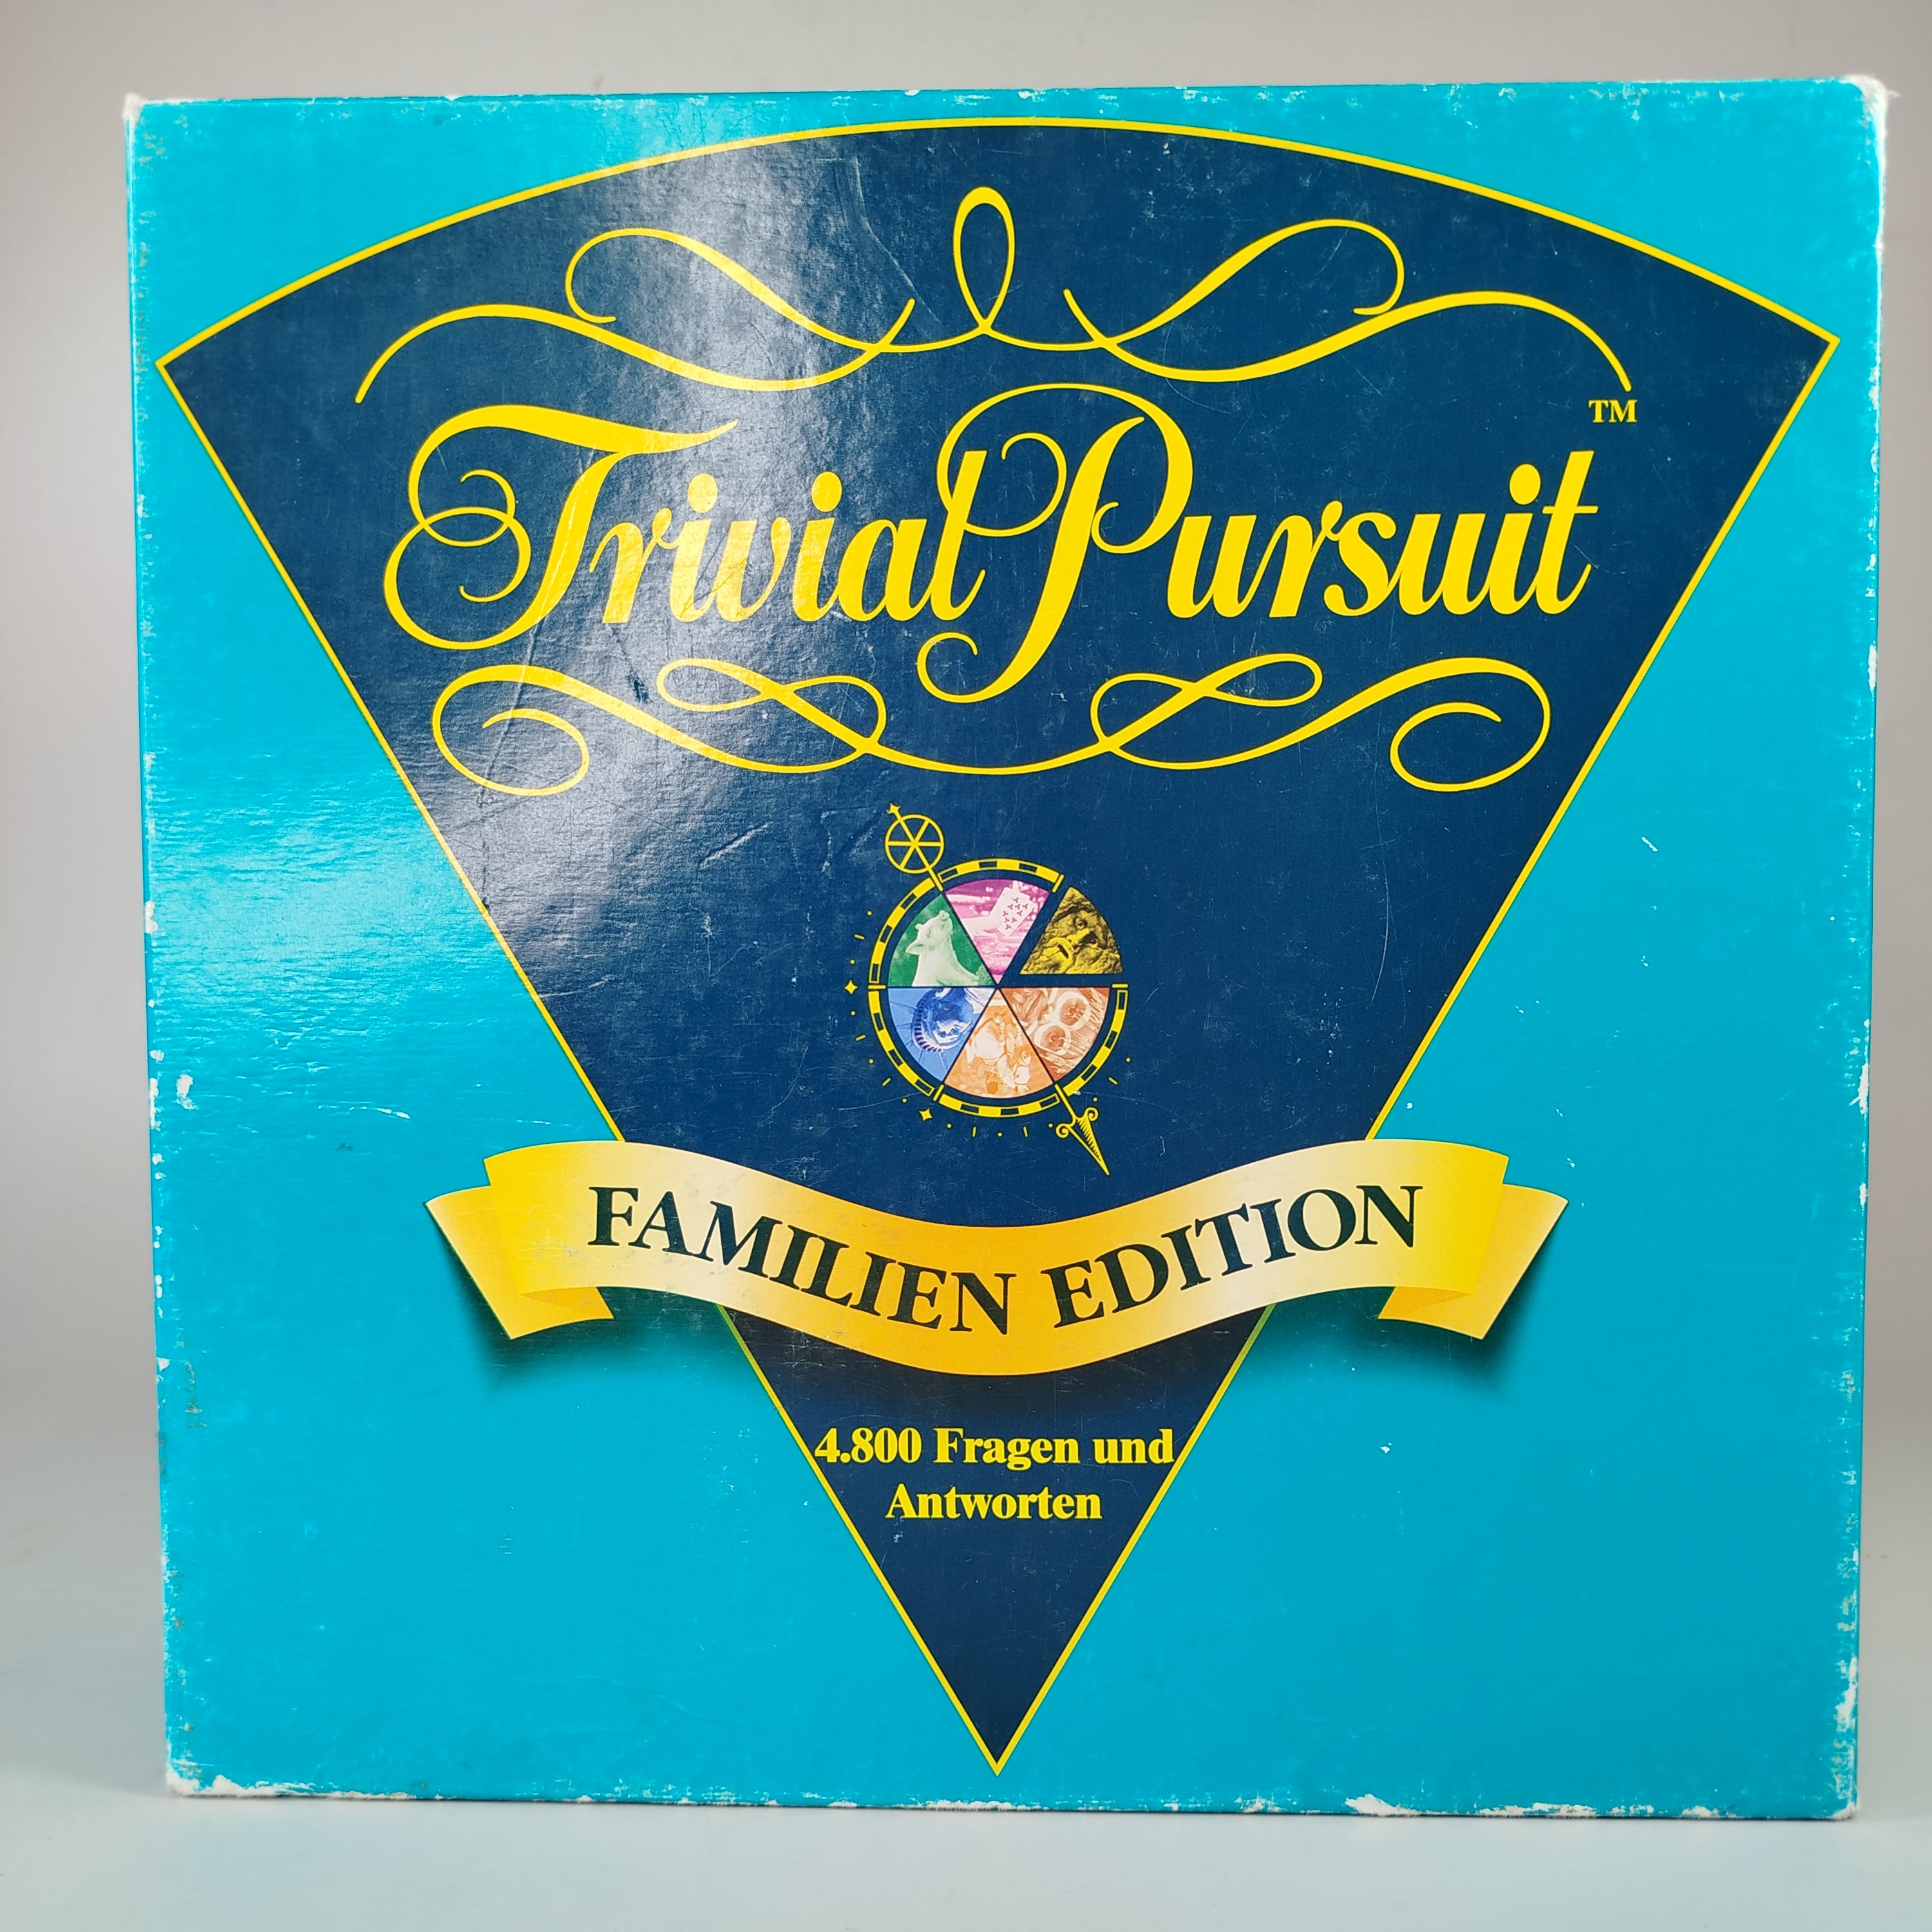 Trivial Pursuit™
FAMILIEN EDITION
4.800 Fragen und
Antworten